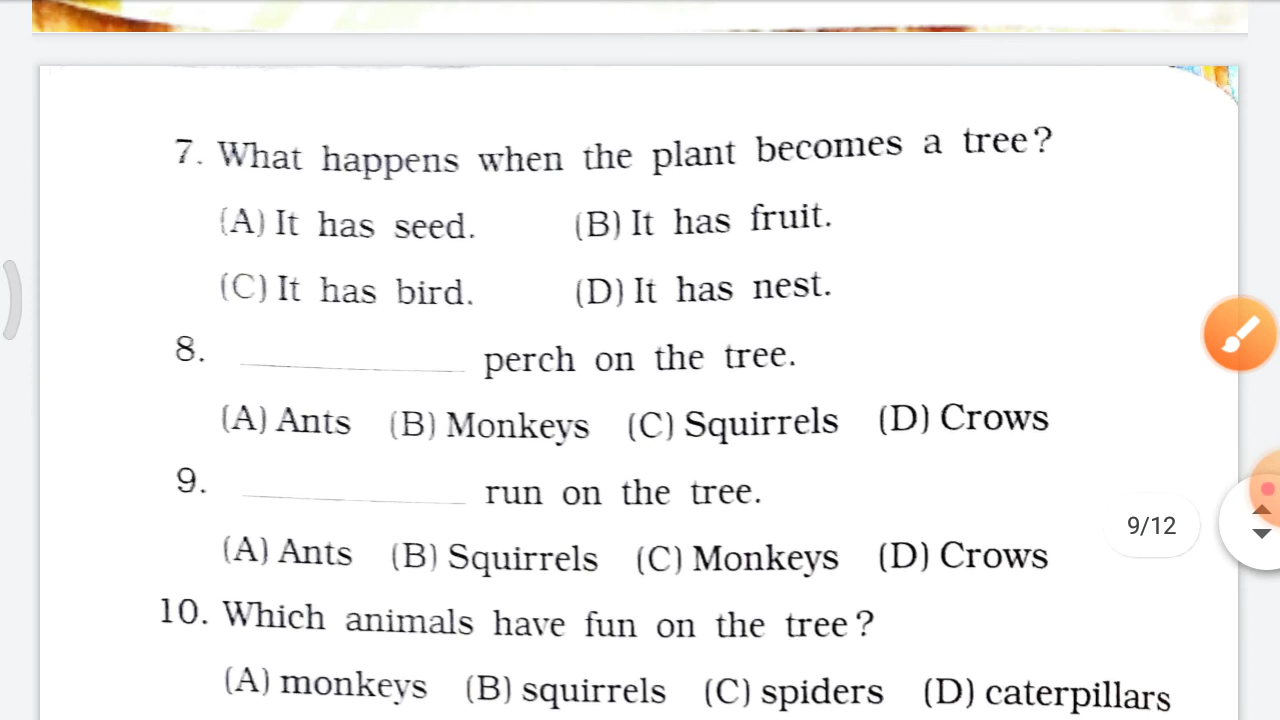 7. What happens when the plant becomes a tree?
(A) It has seed. (B) It has fruit.
(C) It has bird. (D) It has nest.
8. __________ perch on the tree.
(A) Ants (B) Monkeys (C) Squirrels (D) Crows
9. __________ run on the tree.
(A) Ants (B) Squirrels (C) Monkeys (D) Crows
9/12
10. Which animals have fun on the tree?
(A) monkeys (B) squirrels (C) spiders (D) caterpillars